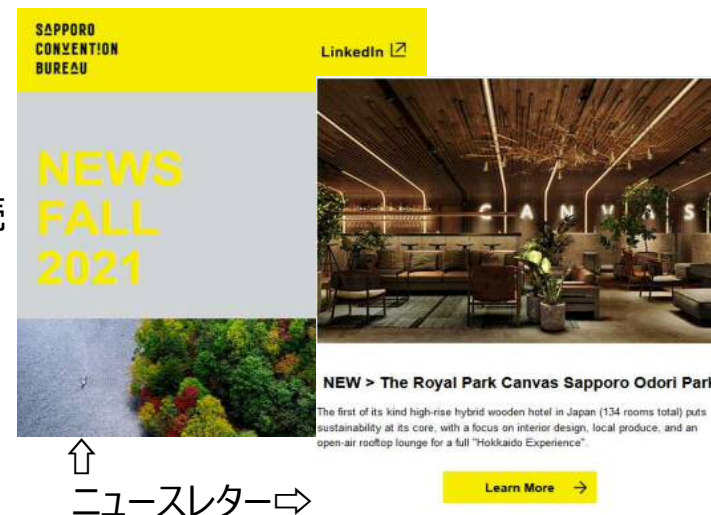 SAPPORO
CONVENTION
BUREAU
LinkedIn
NEWS
FALL
2021
CANVAS
NEW > The Royal Park Canvas Sapporo Odori Park
The first of its kind high-rise hybrid wooden hotel in Japan (134 rooms total) puts
sustainability at its core, with a focus on interior design, local produce, and an
open-air rooftop lounge for a full "Hokkaido Experience".
Learn More →
⇧
ニュースレター⇨